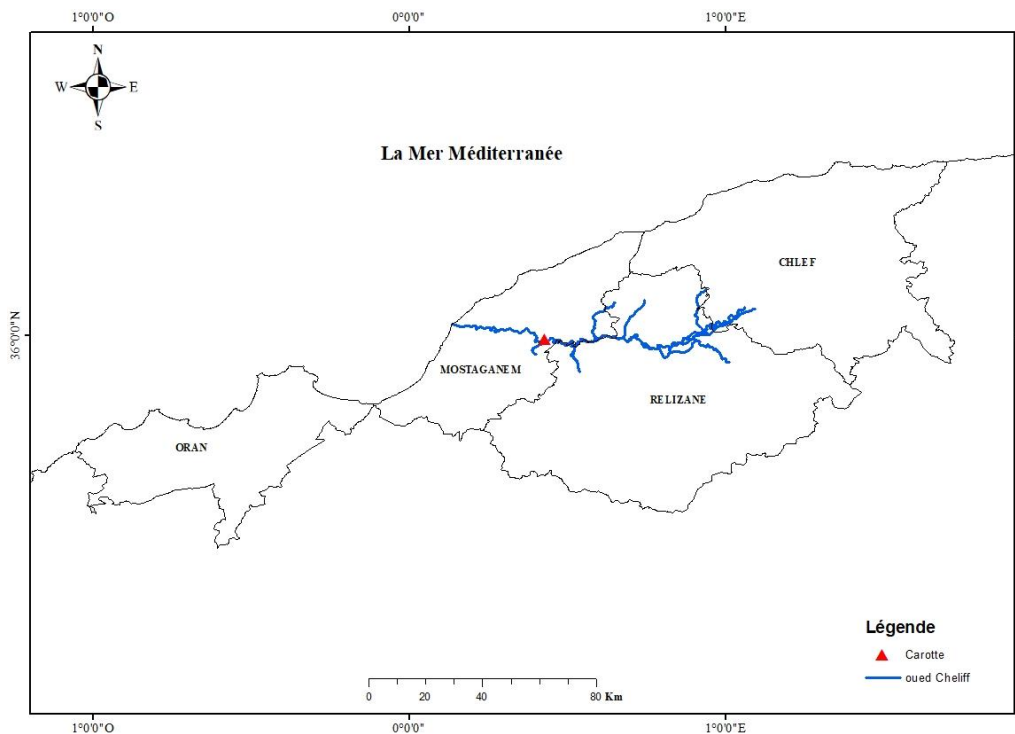 1°0'0"O 0°0'0" 1°0'0"E
N
W E
S
La Mer Méditerranée
CHLEF
36°0'0"N
MOSTAGANEM
RELIZANE
ORAN
Légende
Carotte
oued Cheliff
0 20 40 80 Km
1°0'0"O 0°0'0" 1°0'0"E